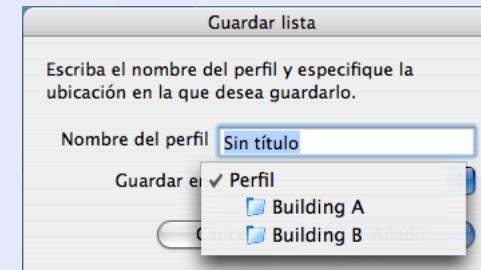 Guardar lista
Escriba el nombre del perfil y especifique la
ubicación en la que desea guardarlo.
Nombre del perfil Sin título
Guardar en ✓ Perfil
Building A
Building B
Añadir